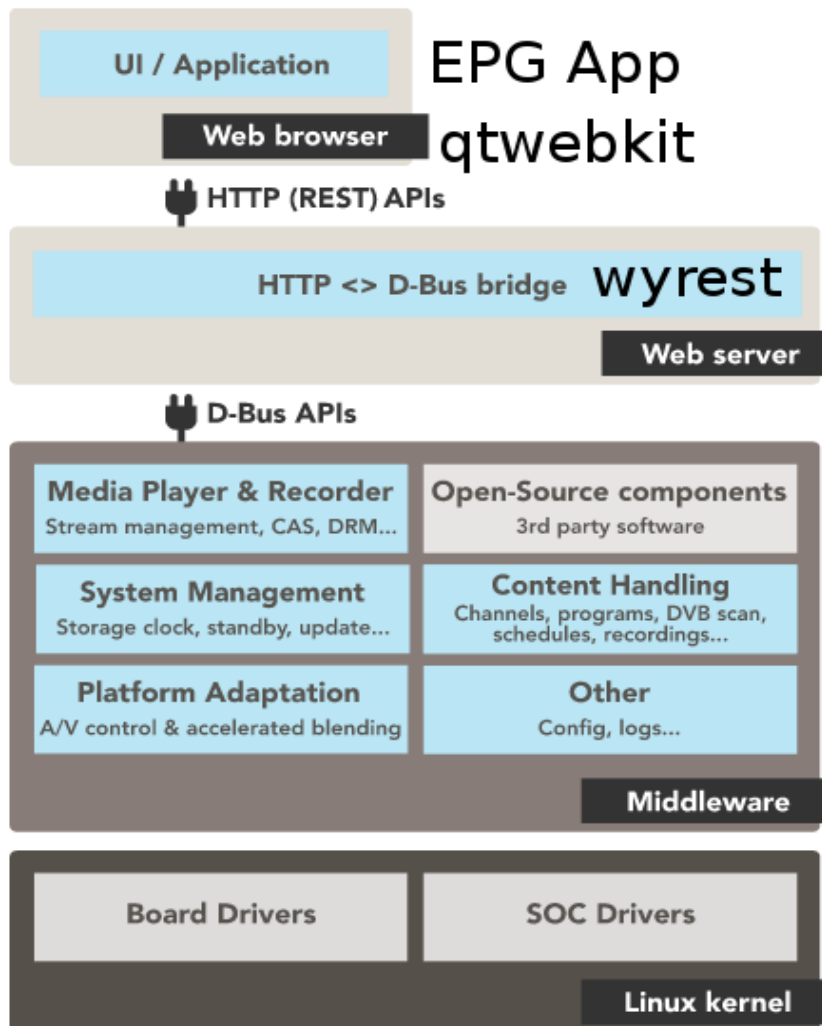 UI / Application
EPG App
Web browser
qtwebkit
HTTP (REST) APIs
HTTP <> D-Bus bridge
wyrest
Web server
D-Bus APIs
Media Player & Recorder
Stream management, CAS, DRM...
Open-Source components
3rd party software
System Management
Storage clock, standby, update...
Content Handling
Channels, programs, DVB scan,
schedules, recordings...
Platform Adaptation
A/V control & accelerated blending
Other
Config, logs...
Middleware
Board Drivers
SOC Drivers
Linux kernel